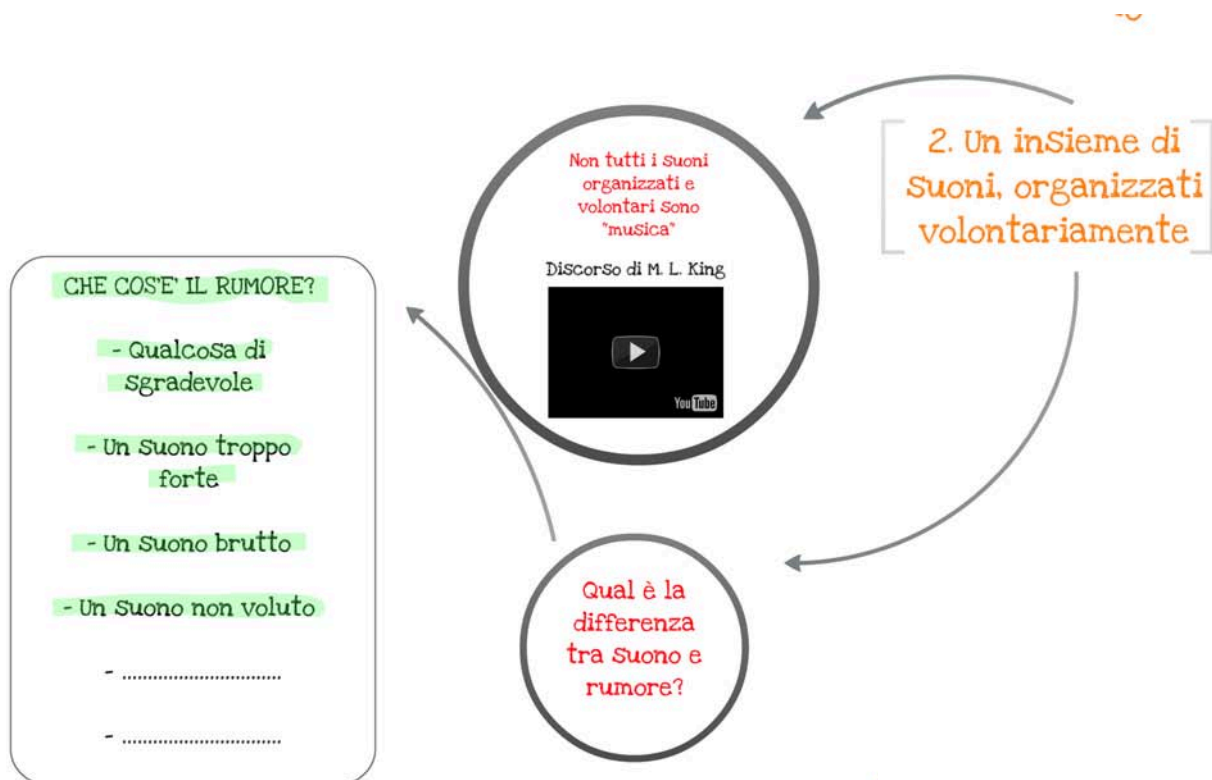 2. Un insieme di
suoni, organizzati
volontariamente
Non tutti i suoni
organizzati e
volontari sono
"musica"
Discorso di M. L. King
YouTube
Qual è la
differenza
tra suono e
rumore?
CHE COS'E' IL RUMORE?
- Qualcosa di
sgradevole
- Un suono troppo
forte
- Un suono brutto
- Un suono non voluto
- ................................
- ................................